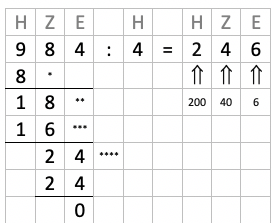 H Z E H H Z E
9 8 4 : 4 = 2 4 6
8 * ⇑ ⇑ ⇑
1 8 ** 200 40 6
1 6 ***
2 4 ****
2 4
0